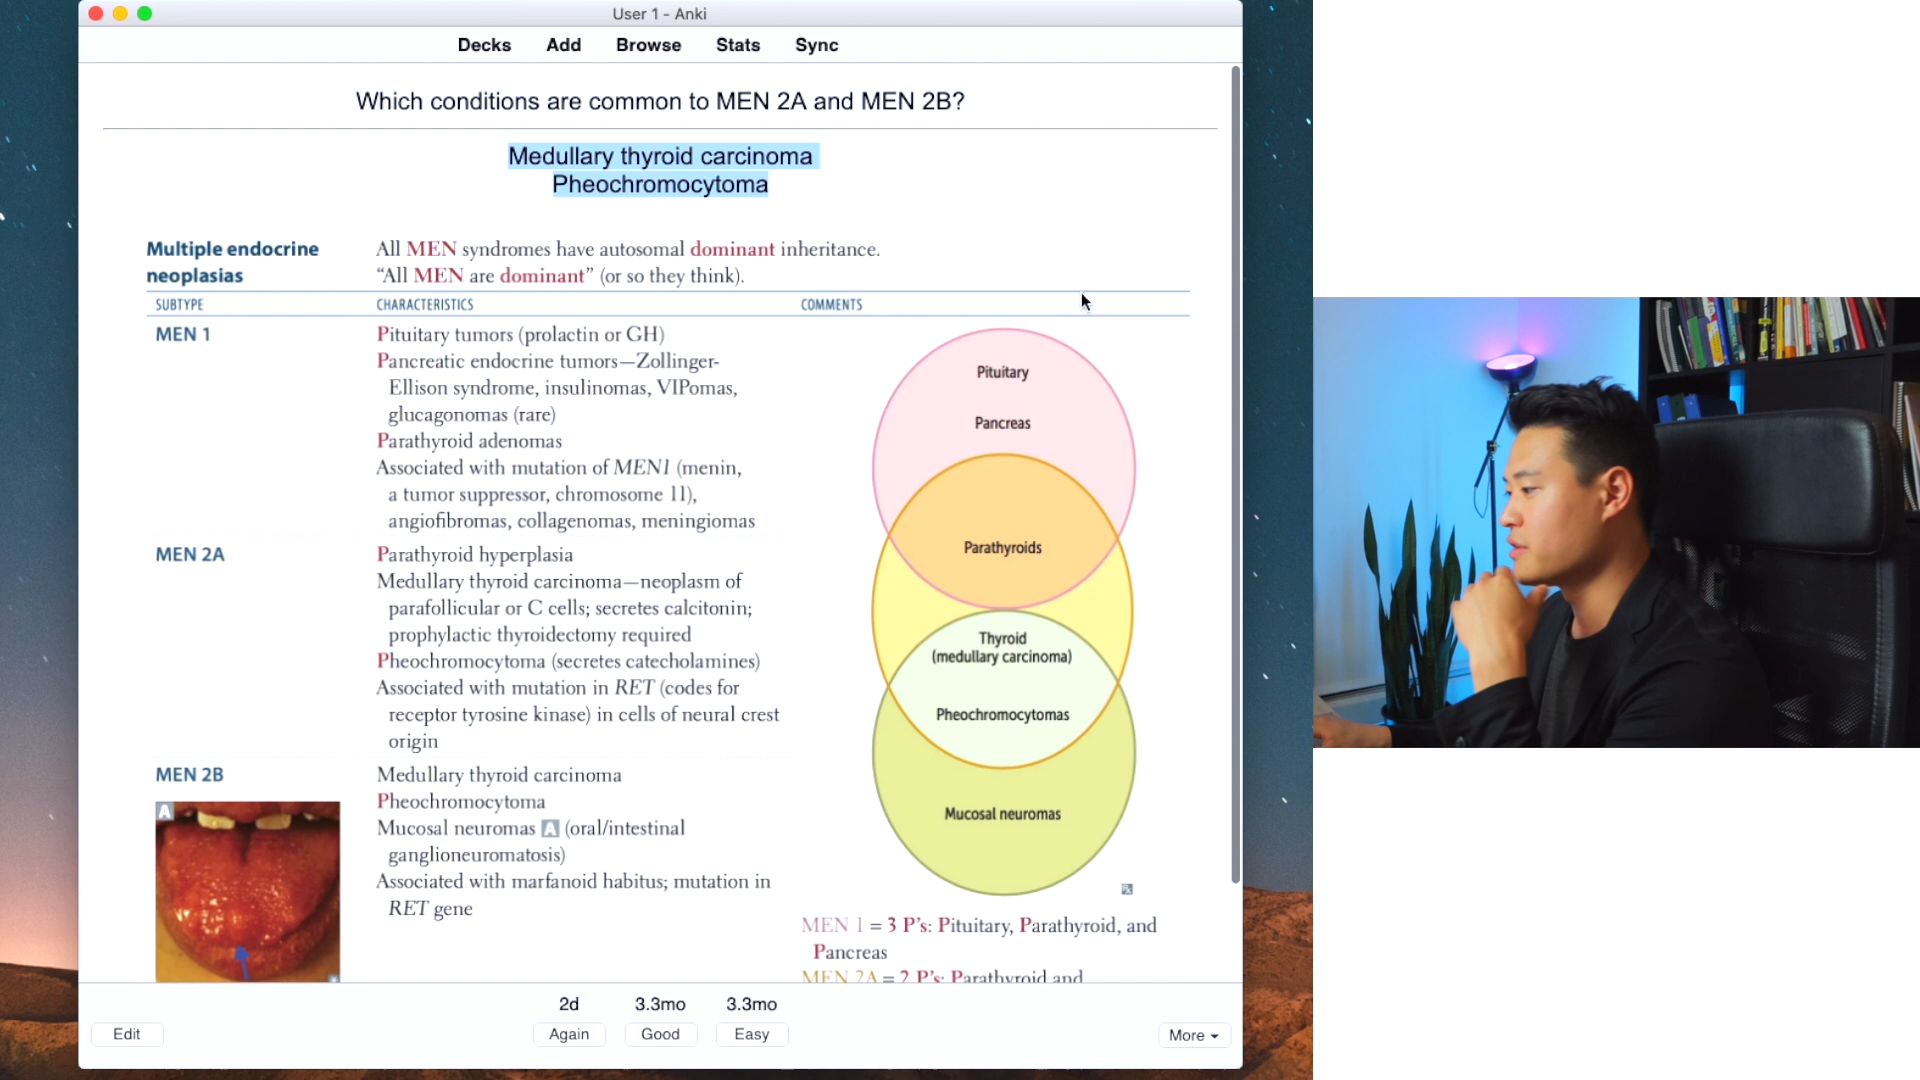 User 1 - Anki
Decks Add Browse Stats Sync
Which conditions are common to MEN 2A and MEN 2B?
Medullary thyroid carcinoma
Pheochromocytoma
Multiple endocrine
neoplasias
All MEN syndromes have autosomal dominant inheritance.
“All MEN are dominant” (or so they think).
SUBTYPE CHARACTERISTICS COMMENTS
MEN 1
Pituitary tumors (prolactin or GH)
Pancreatic endocrine tumors—Zollinger-
Ellison syndrome, insulinomas, VIPomas,
glucagonomas (rare)
Parathyroid adenomas
Associated with mutation of MEN1 (menin,
a tumor suppressor, chromosome 11),
angiofibromas, collagenomas, meningiomas
MEN 2A
Parathyroid hyperplasia
Medullary thyroid carcinoma—neoplasm of
parafollicular or C cells; secretes calcitonin;
prophylactic thyroidectomy required
Pheochromocytoma (secretes catecholamines)
Associated with mutation in RET (codes for
receptor tyrosine kinase) in cells of neural crest
origin
MEN 2B
A
Medullary thyroid carcinoma
Pheochromocytoma
Mucosal neuromas A (oral/intestinal
ganglioneuromatosis)
Associated with marfanoid habitus; mutation in
RET gene
Pituitary
Pancreas
Parathyroids
Thyroid
(medullary carcinoma)
Pheochromocytomas
Mucosal neuromas
MEN 1 = 3 P’s: Pituitary, Parathyroid, and
Pancreas
MEN 2A = 2 P’s: Parathyroid and
2d 3.3mo 3.3mo
Edit Again Good Easy More